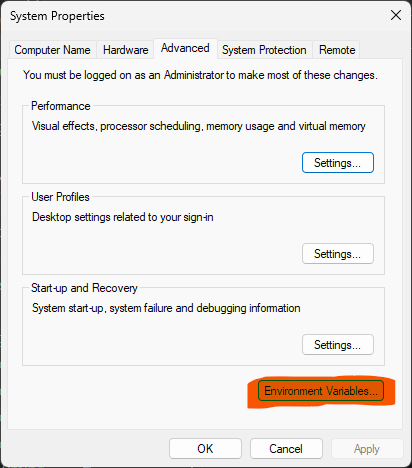 System Properties
Computer Name Hardware Advanced System Protection Remote
You must be logged on as an Administrator to make most of these changes.
Performance
Visual effects, processor scheduling, memory usage and virtual memory
Settings...
User Profiles
Desktop settings related to your sign-in
Settings...
Start-up and Recovery
System start-up, system failure and debugging information
Settings...
Environment Variables...
OK Cancel Apply